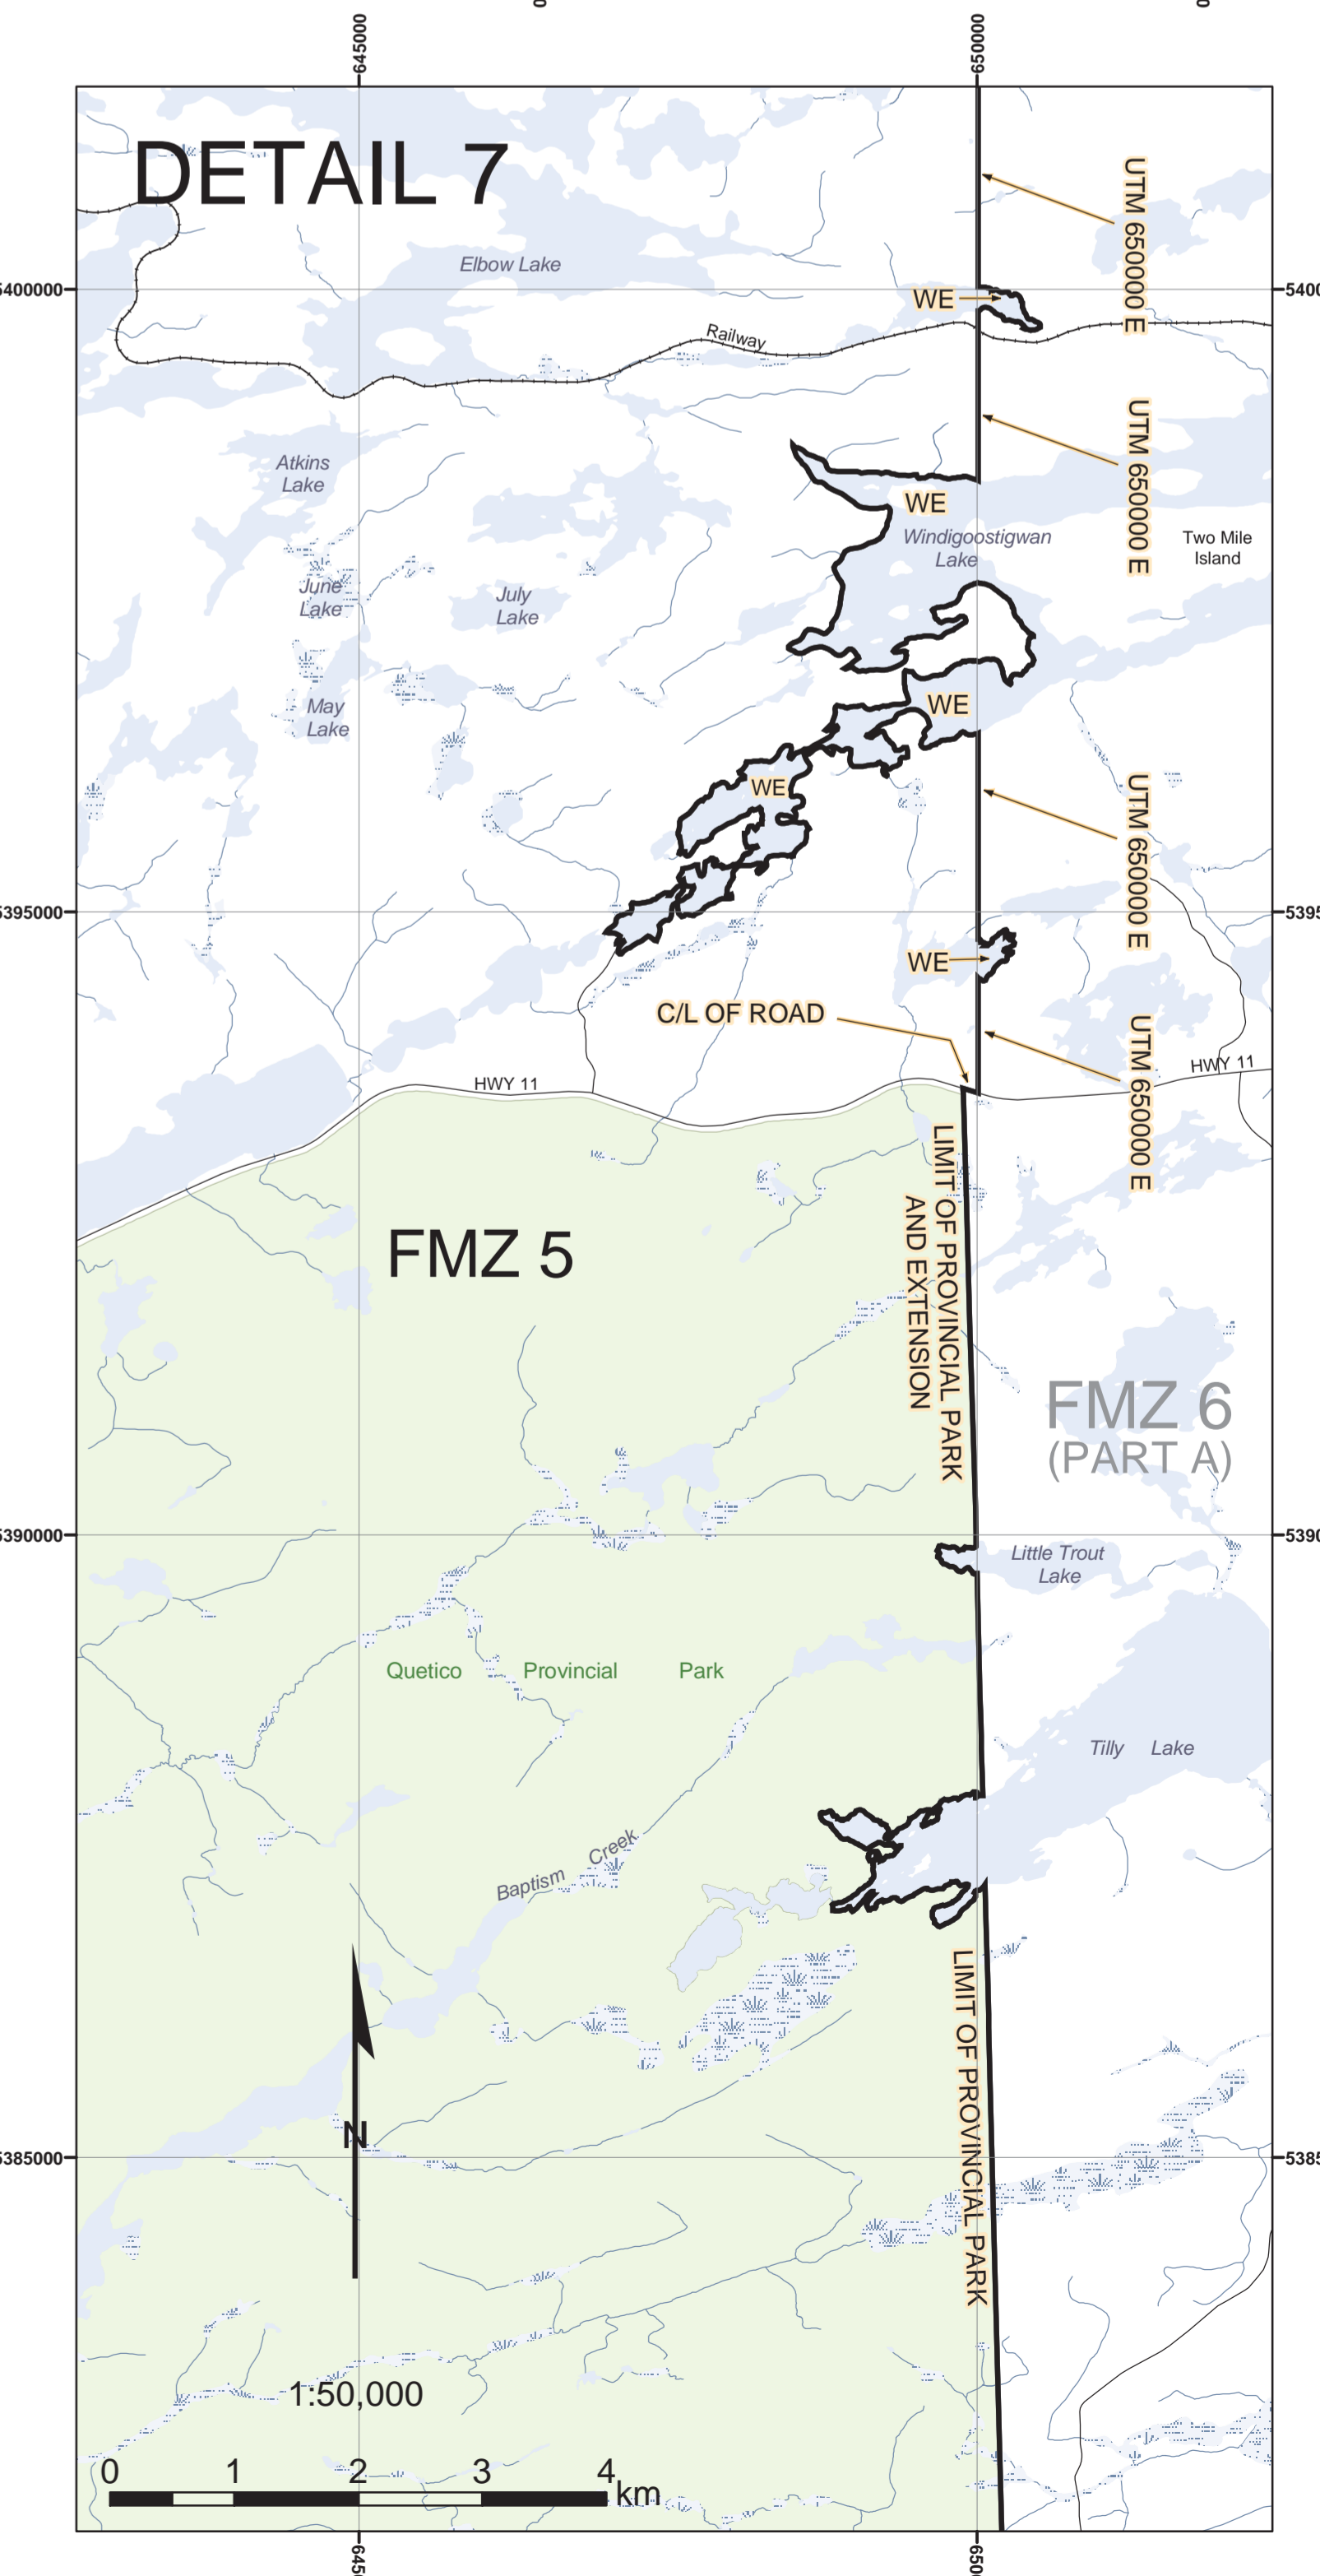 645000
650000
DETAIL 7
UTM 650000 E
Elbow Lake
5400000
WE
Railway
UTM 650000 E
Atkins
Lake
WE
Windigoostigwan
Lake
Two Mile
Island
June
Lake
July
Lake
WE
May
Lake
UTM 650000 E
WE
5395000
5395
WE
C/L OF ROAD
UTM 650000 E
HWY 11
HWY 11
LIMIT OF PROVINCIAL PARK
AND EXTENSION
FMZ 5
FMZ 6
(PART A)
5390000
5390
Little Trout
Lake
Quetico Provincial Park
Tilly Lake
Baptism Creek
LIMIT OF PROVINCIAL PARK
N
5385000
5385
1:50,000
0 1 2 3 4 km